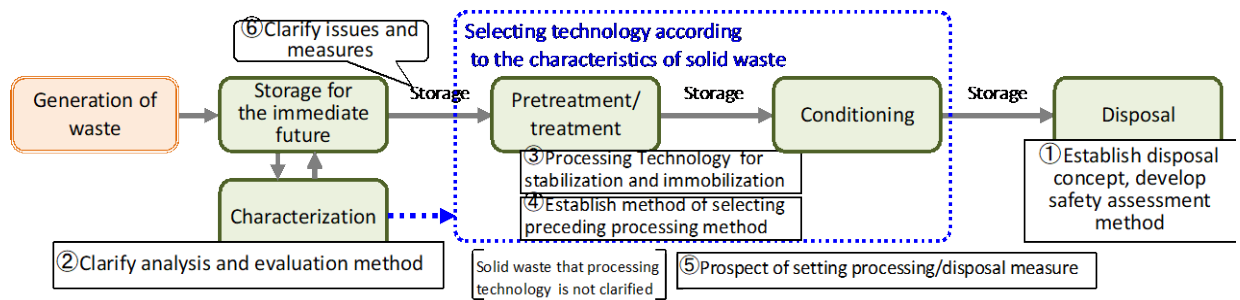 ⑥Clarify issues and
measures
Selecting technology according
to the characteristics of solid waste
Generation of
waste
Storage for
the immediate
future
Storage
Pretreatment/
treatment
Storage
Conditioning
Storage
Disposal
③Processing Technology for
stabilization and immobilization
④Establish method of selecting
preceding processing method
①Establish disposal
concept, develop
safety assessment
method
Characterization
②Clarify analysis and evaluation method
Solid waste that processing
technology is not clarified
⑤Prospect of setting processing/disposal measure